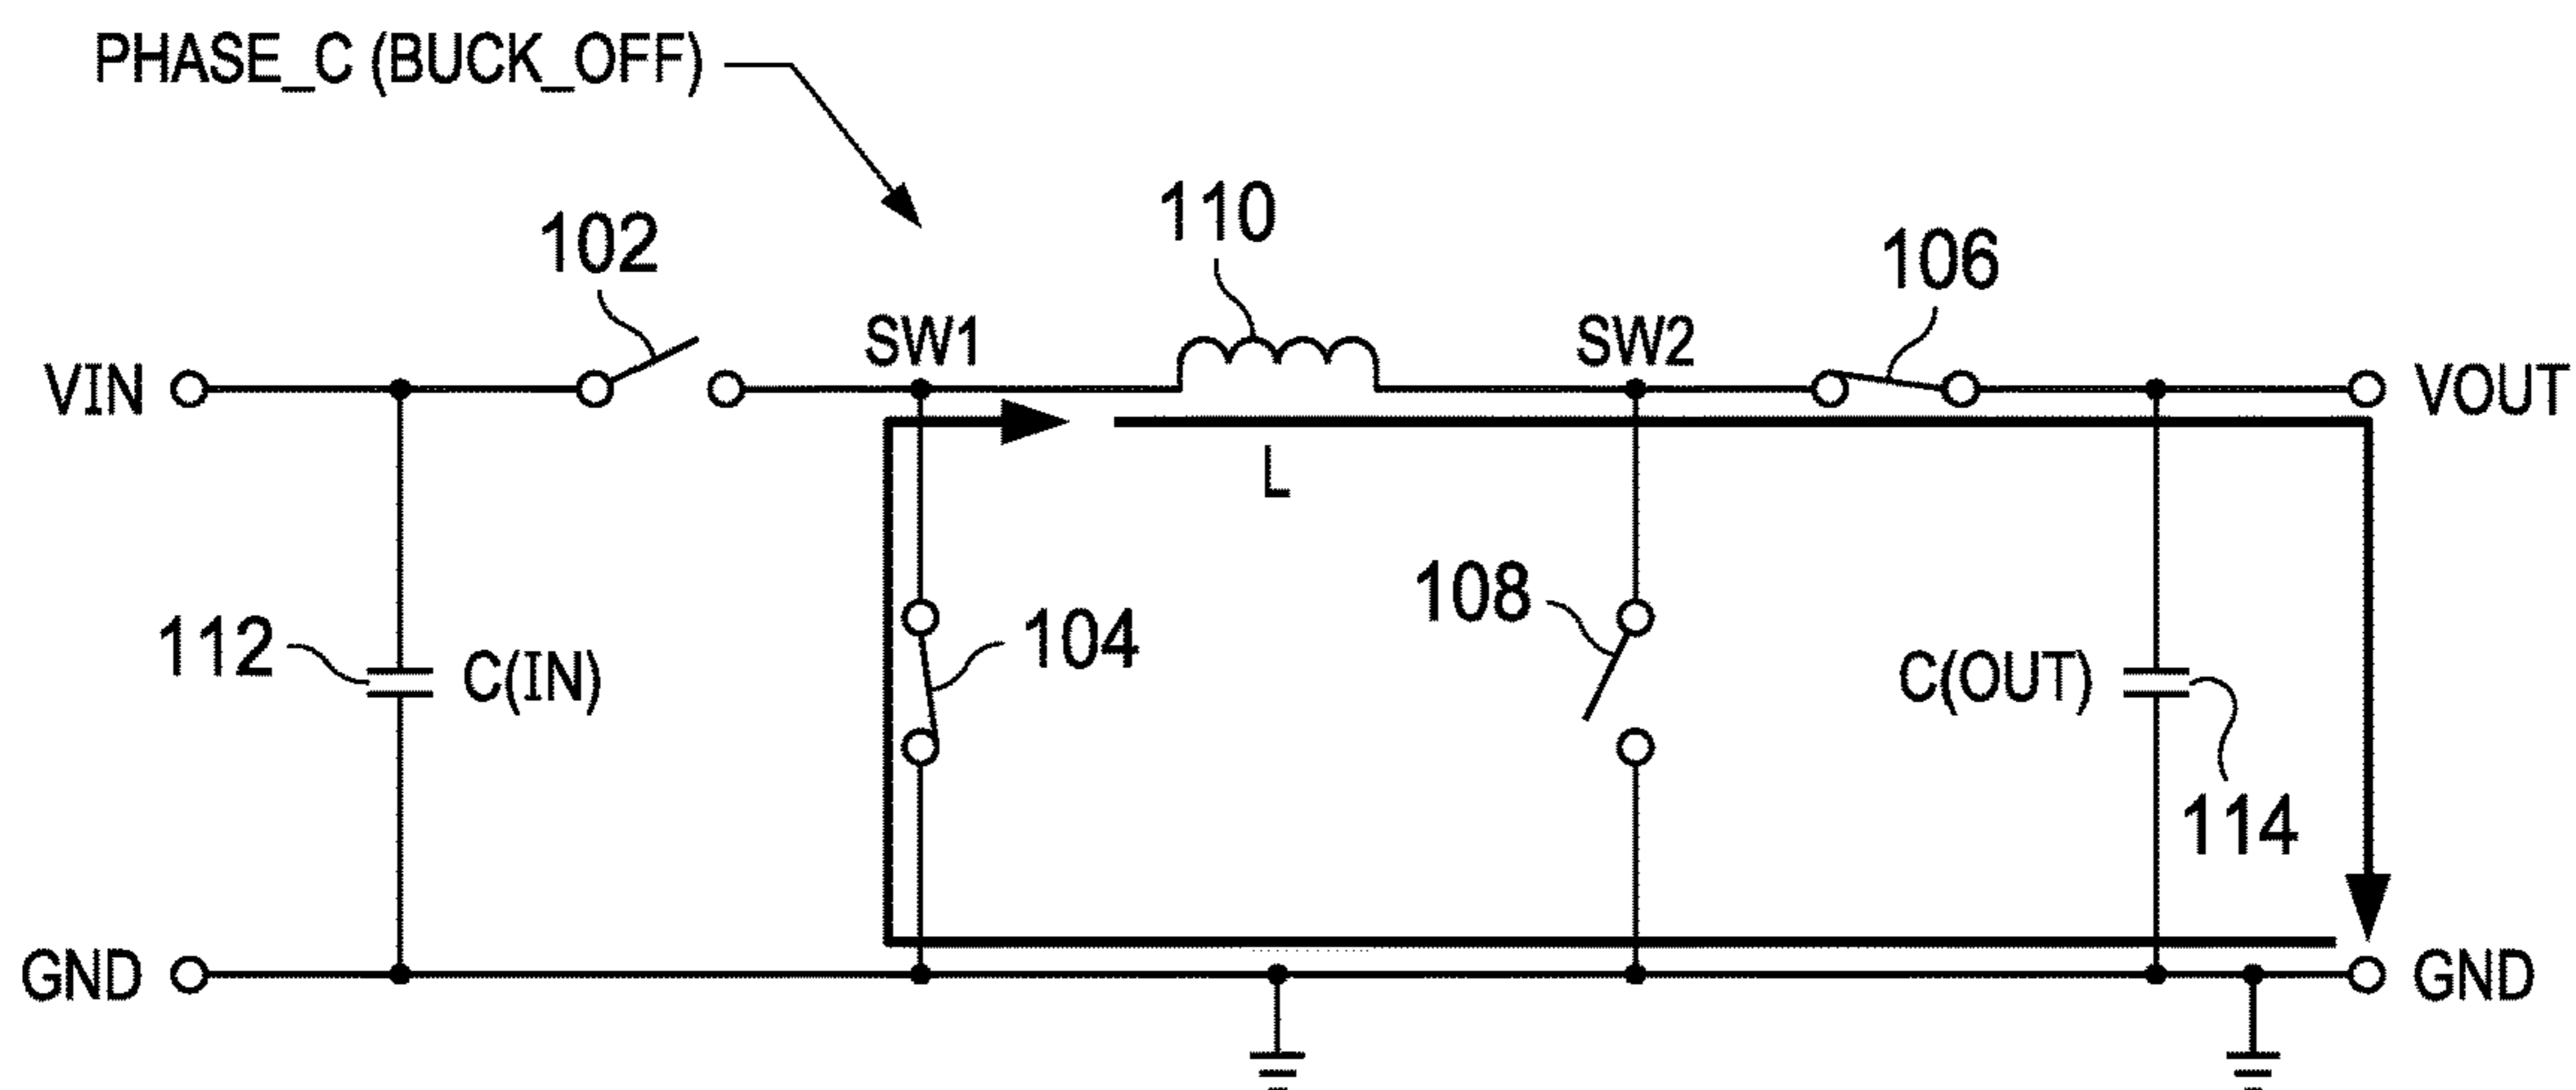 PHASE_C (BUCK_OFF)
102
110
106
SW1
SW2
VIN
VOUT
L
112
C(IN)
104
108
C(OUT)
114
GND
GND